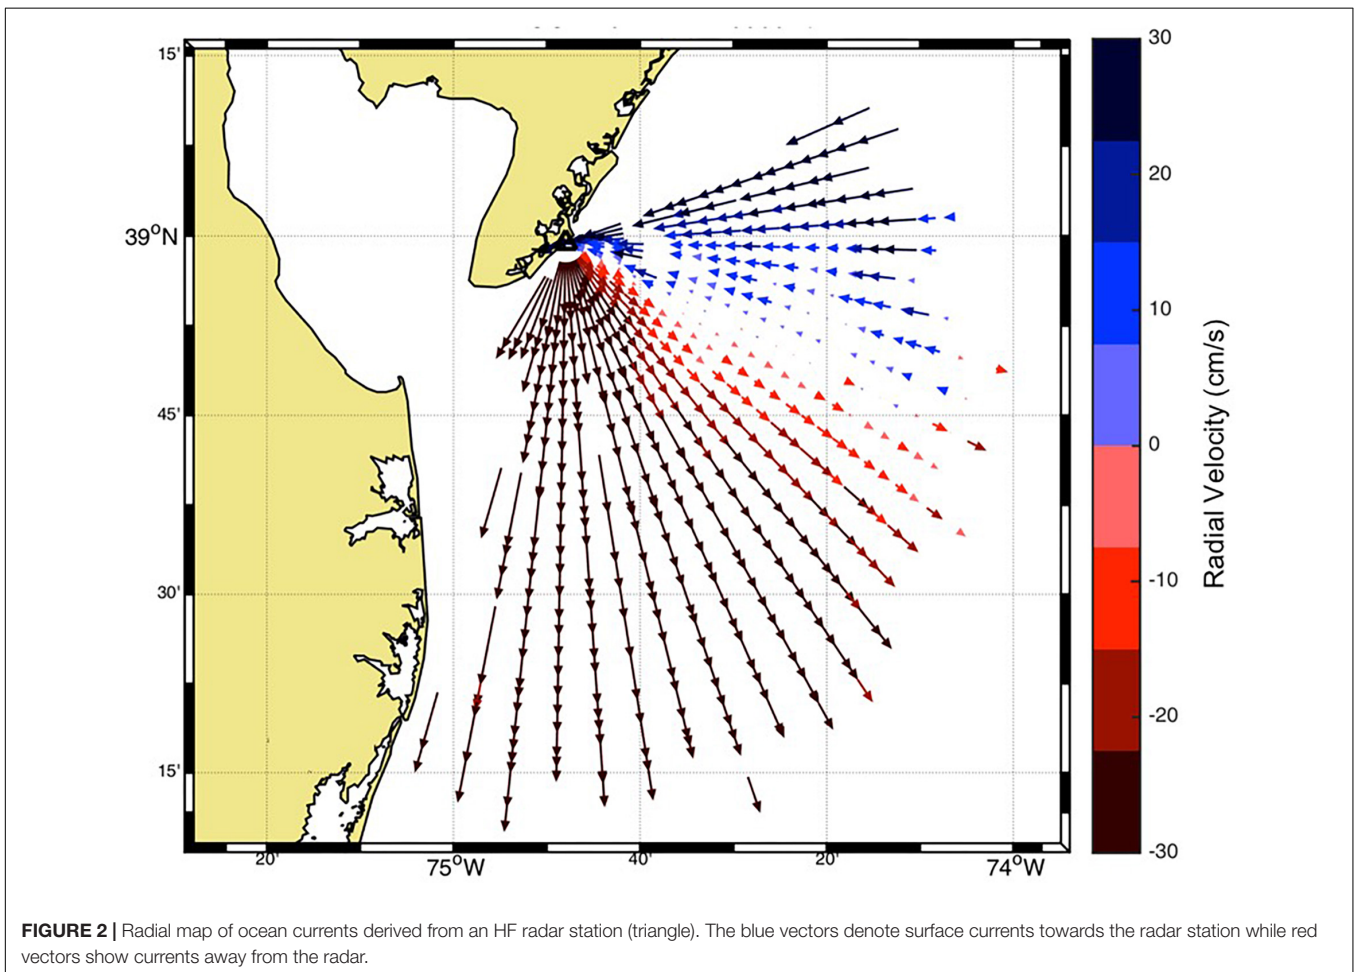 15'
39°N
45'
30'
15'
20'
75°W
40'
20'
74°W
30
20
10
0
-10
-20
-30
Radial Velocity (cm/s)
FIGURE 2 | Radial map of ocean currents derived from an HF radar station (triangle). The blue vectors denote surface currents towards the radar station while red
vectors show currents away from the radar.